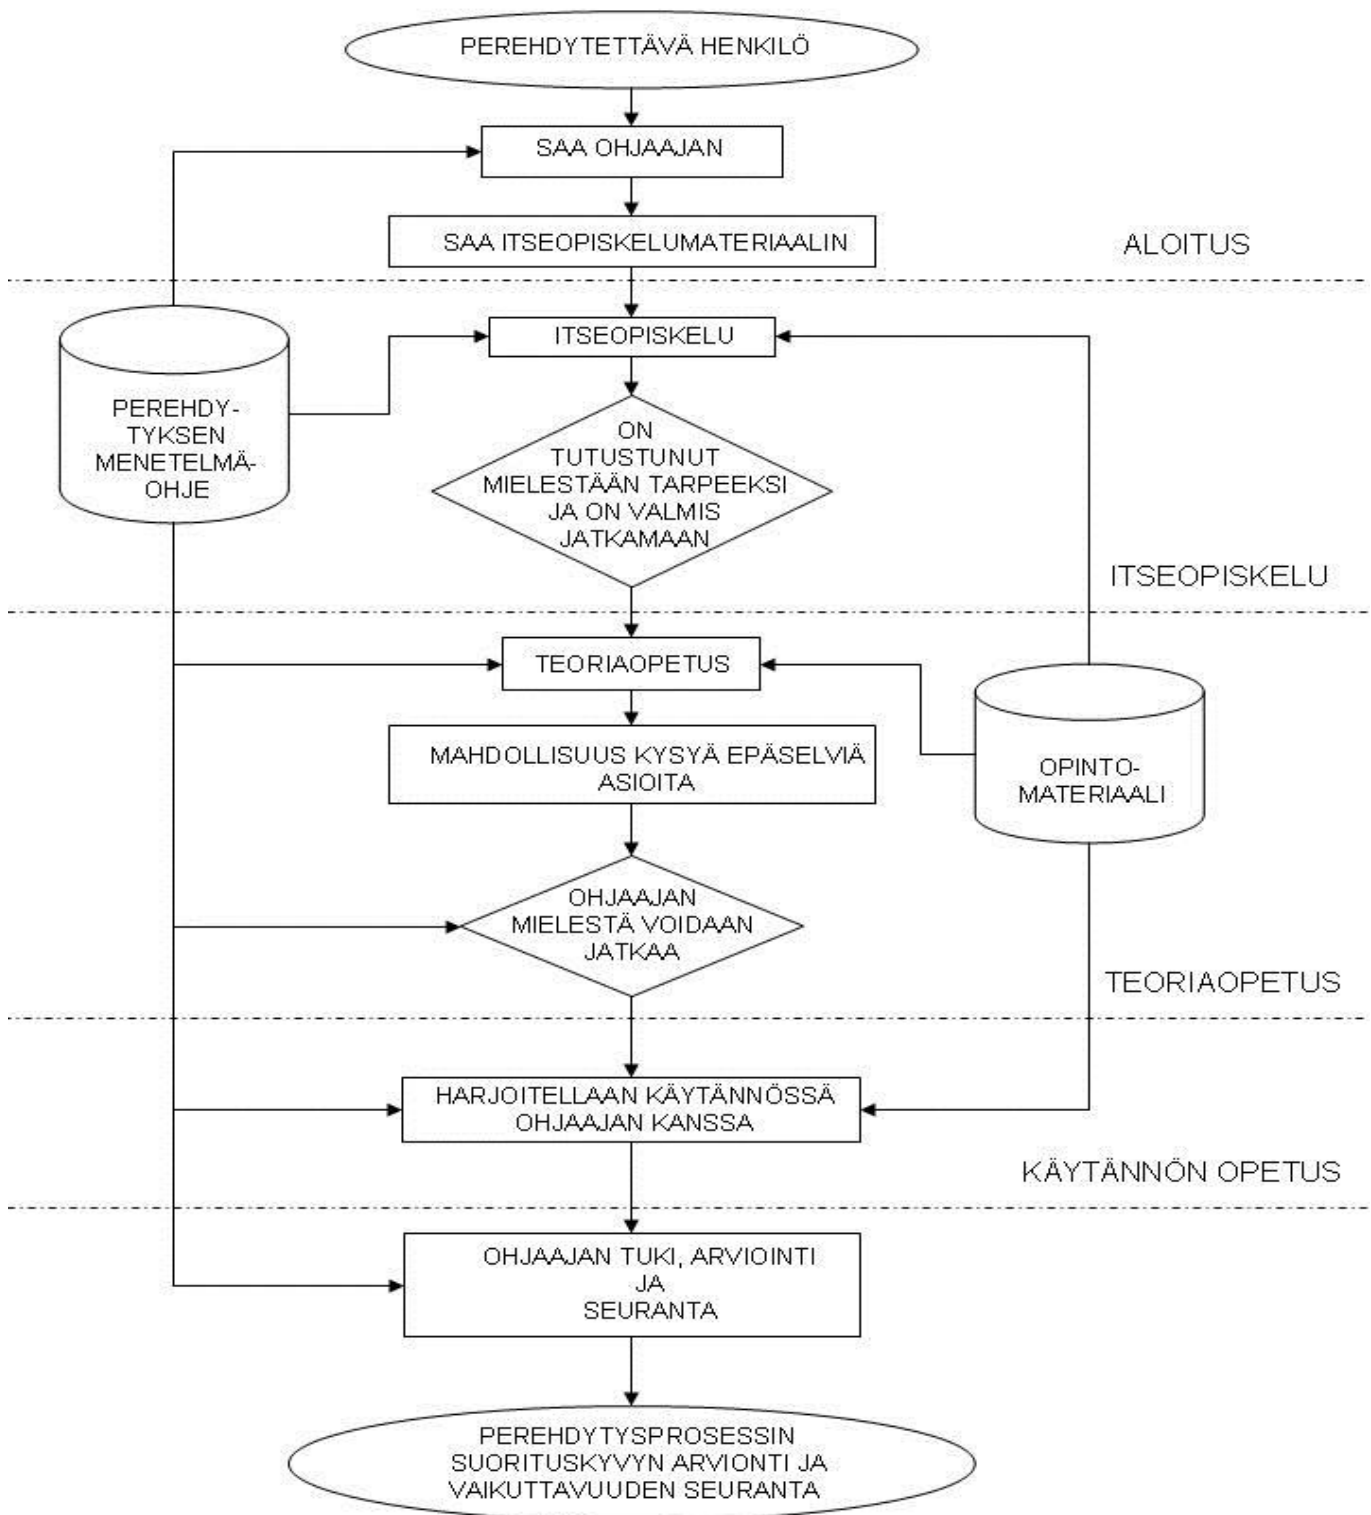 PEREHDYTETTÄVÄ HENKILÖ
SAA OHJAAJAN
SAA ITSEOPISKELUMATERIAALIN
ALOITUS
ITSEOPISKELU
PEREHDY-
TYKSEN
MENETELMÄ-
OHJE
ON
TUTUSTUNUT
MIELESTÄÄN TARPEEKSI
JA ON VALMIS
JATKAMAAN
ITSEOPISKELU
TEORIAOPETUS
MAHDOLLISUUS KYSYÄ EPÄSELVIÄ
ASIOITA
OPINTO-
MATERIAALI
OHJAAJAN
MIELESTÄ VOIDAAN
JATKAA
TEORIAOPETUS
HARJOITELLAAN KÄYTÄNNÖSSÄ
OHJAAJAN KANSSA
KÄYTÄNNÖN OPETUS
OHJAAJAN TUKI, ARVIOINTI
JA
SEURANTA
PEREHDYTYSPROSESSIN
SUORITUSKYVYN ARVIONTI JA
VAIKUTTAVUUDEN SEURANTA